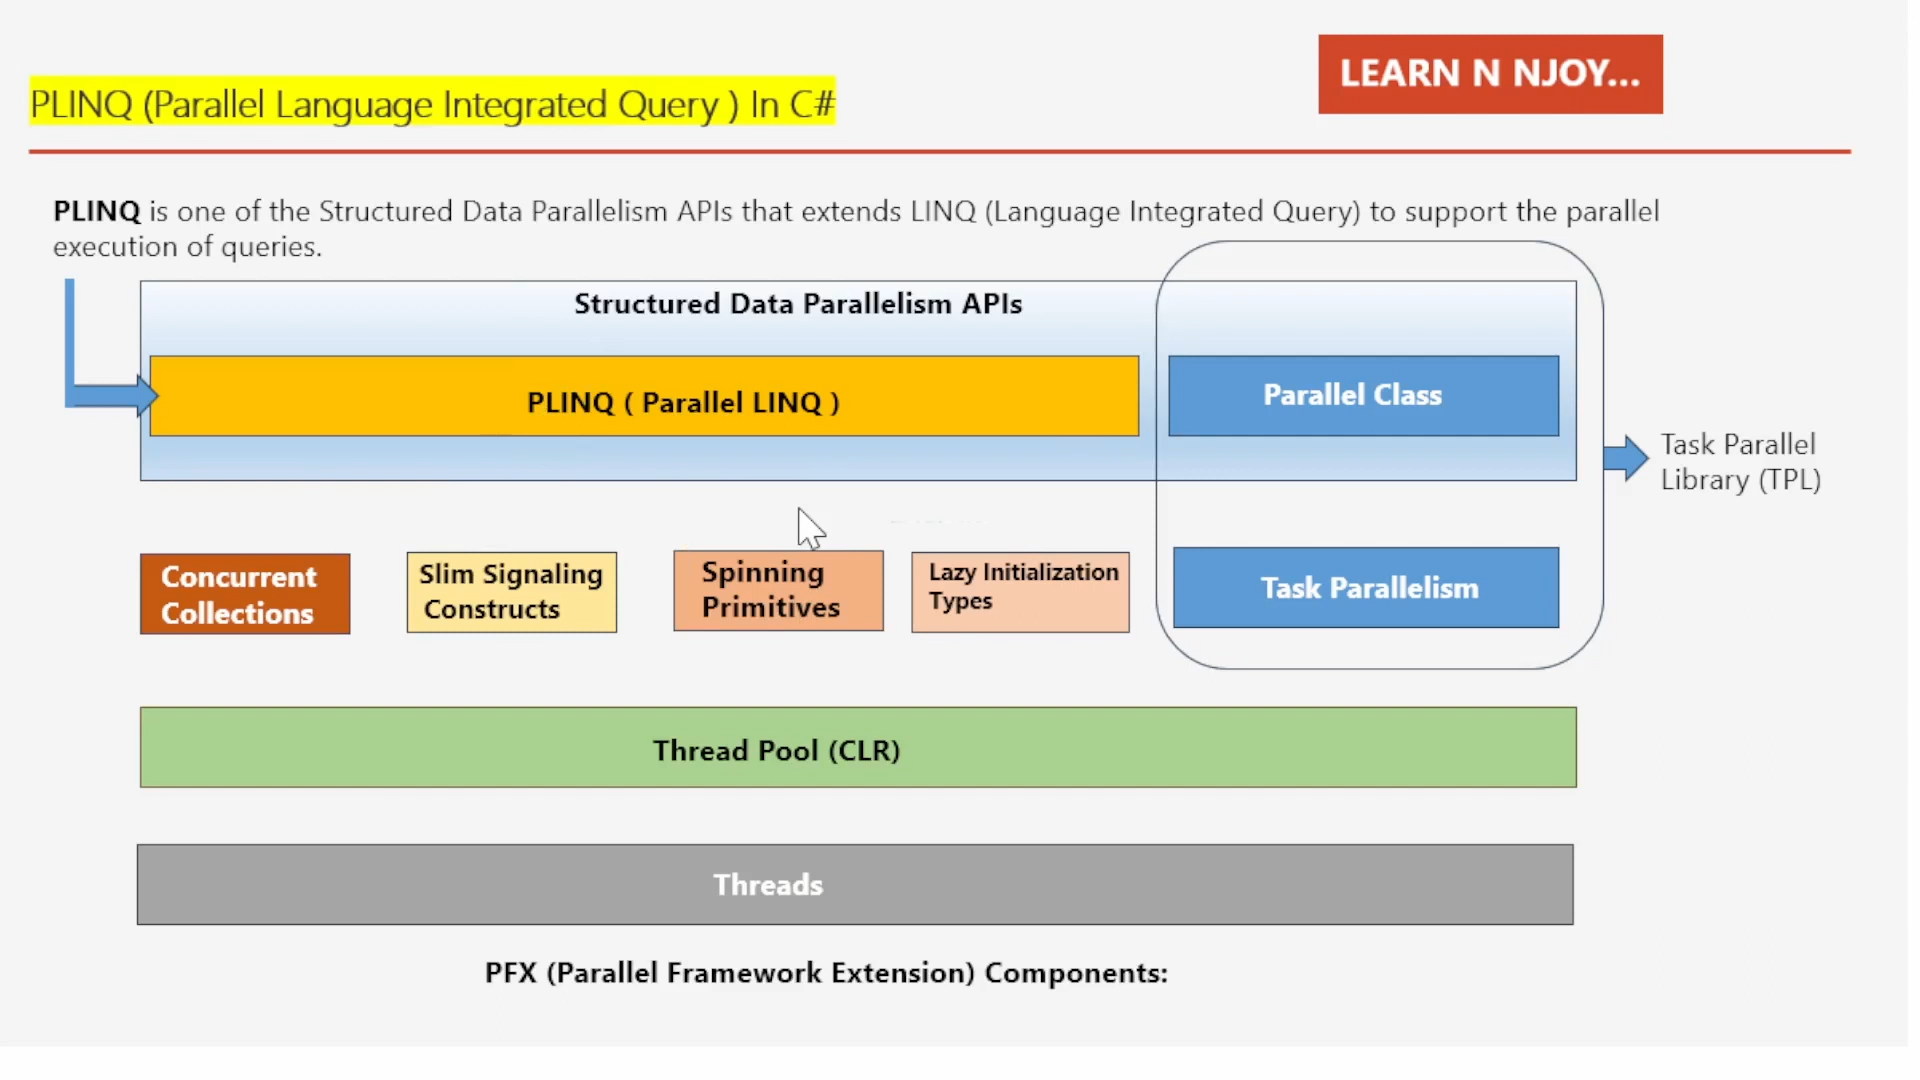 LEARN N NJOY...
PLINQ (Parallel Language Integrated Query ) In C#
PLINQ is one of the Structured Data Parallelism APIs that extends LINQ (Language Integrated Query) to support the parallel
execution of queries.
Structured Data Parallelism APIs
PLINQ ( Parallel LINQ )
Parallel Class
Task Parallel
Library (TPL)
Concurrent
Collections
Slim Signaling
Constructs
Spinning
Primitives
Lazy Initialization
Types
Task Parallelism
Thread Pool (CLR)
Threads
PFX (Parallel Framework Extension) Components: